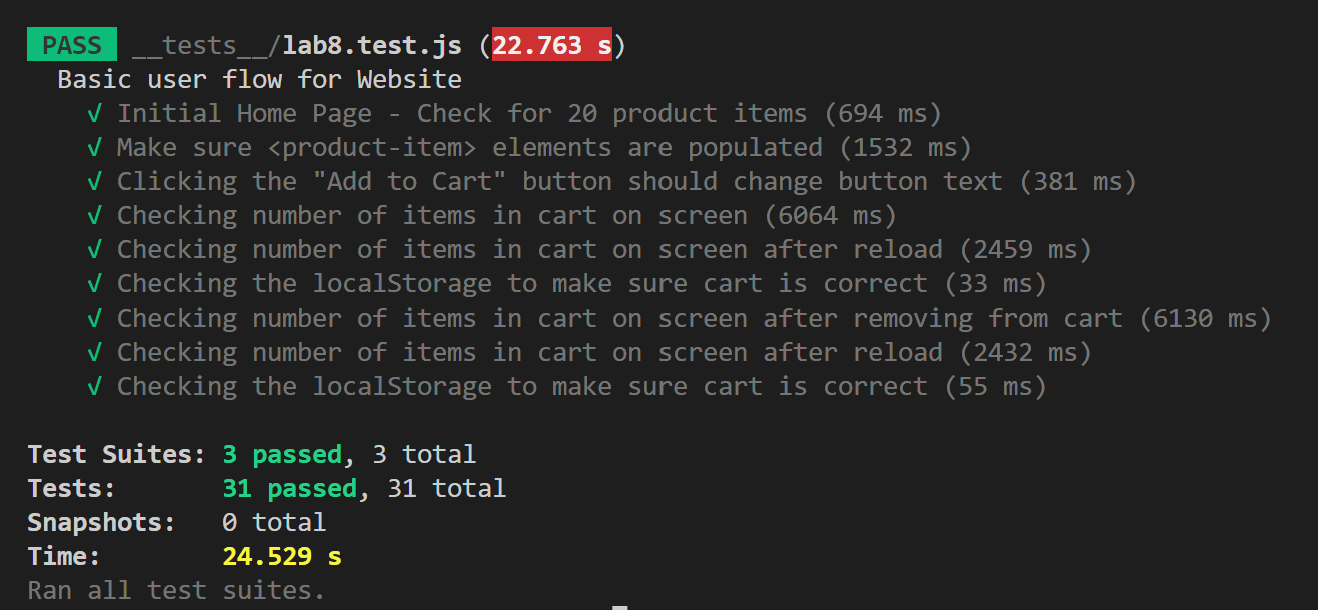 PASS __tests__/lab8.test.js (22.763 s)
Basic user flow for Website
√ Initial Home Page - Check for 20 product items (694 ms)
√ Make sure <product-item> elements are populated (1532 ms)
√ Clicking the "Add to Cart" button should change button text (381 ms)
√ Checking number of items in cart on screen (6064 ms)
√ Checking number of items in cart on screen after reload (2459 ms)
√ Checking the localStorage to make sure cart is correct (33 ms)
√ Checking number of items in cart on screen after removing from cart (6130 ms)
√ Checking number of items in cart on screen after reload (2432 ms)
√ Checking the localStorage to make sure cart is correct (55 ms)
Test Suites: 3 passed, 3 total
Tests: 31 passed, 31 total
Snapshots: 0 total
Time: 24.529 s
Ran all test suites.